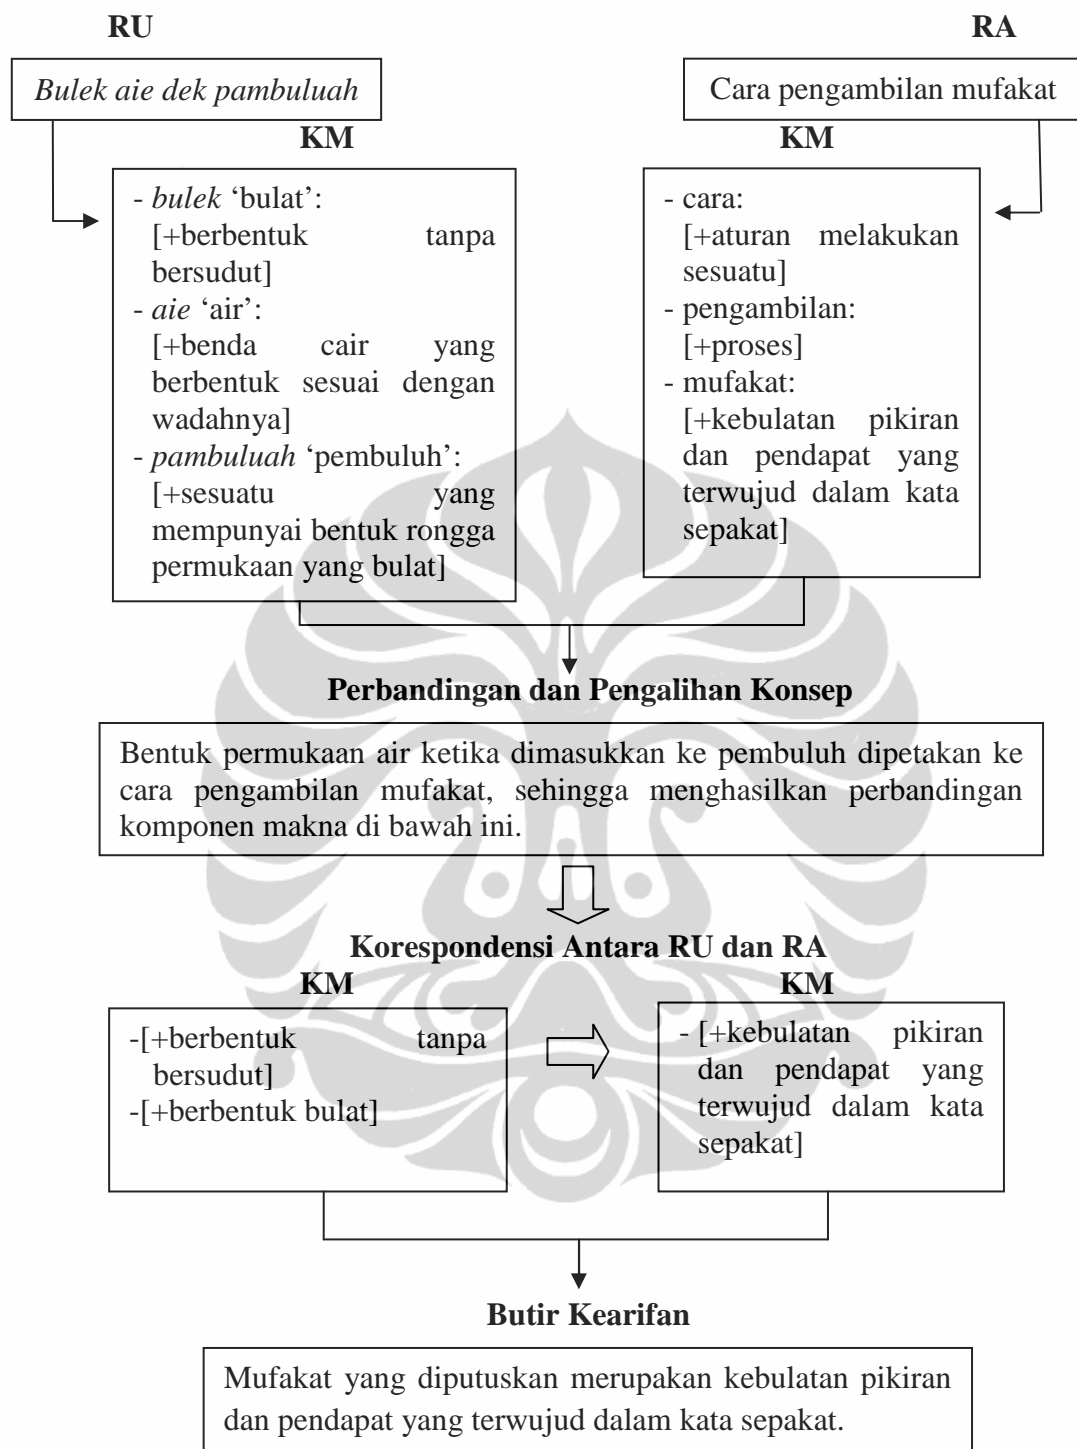 RU
RA
Bulek aie dek pambuluah
Cara pengambilan mufakat
KM
KM
- bulek ‘bulat’:
[+berbentuk tanpa
bersudut]
- aie ‘air’:
[+benda cair yang
berbentuk sesuai dengan
wadahnya]
- pambuluah ‘pembuluh’:
[+sesuatu yang
mempunyai bentuk rongga
permukaan yang bulat]
- cara:
[+aturan melakukan
sesuatu]
- pengambilan:
[+proses]
- mufakat:
[+kebulatan pikiran
dan pendapat yang
terwujud dalam kata
sepakat]
Perbandingan dan Pengalihan Konsep
Bentuk permukaan air ketika dimasukkan ke pembuluh dipetakan ke
cara pengambilan mufakat, sehingga menghasilkan perbandingan
komponen makna di bawah ini.
Korespondensi Antara RU dan RA
KM
KM
-[+berbentuk tanpa
bersudut]
-[+berbentuk bulat]
- [+kebulatan pikiran
dan pendapat yang
terwujud dalam kata
sepakat]
Butir Kearifan
Mufakat yang diputuskan merupakan kebulatan pikiran
dan pendapat yang terwujud dalam kata sepakat.